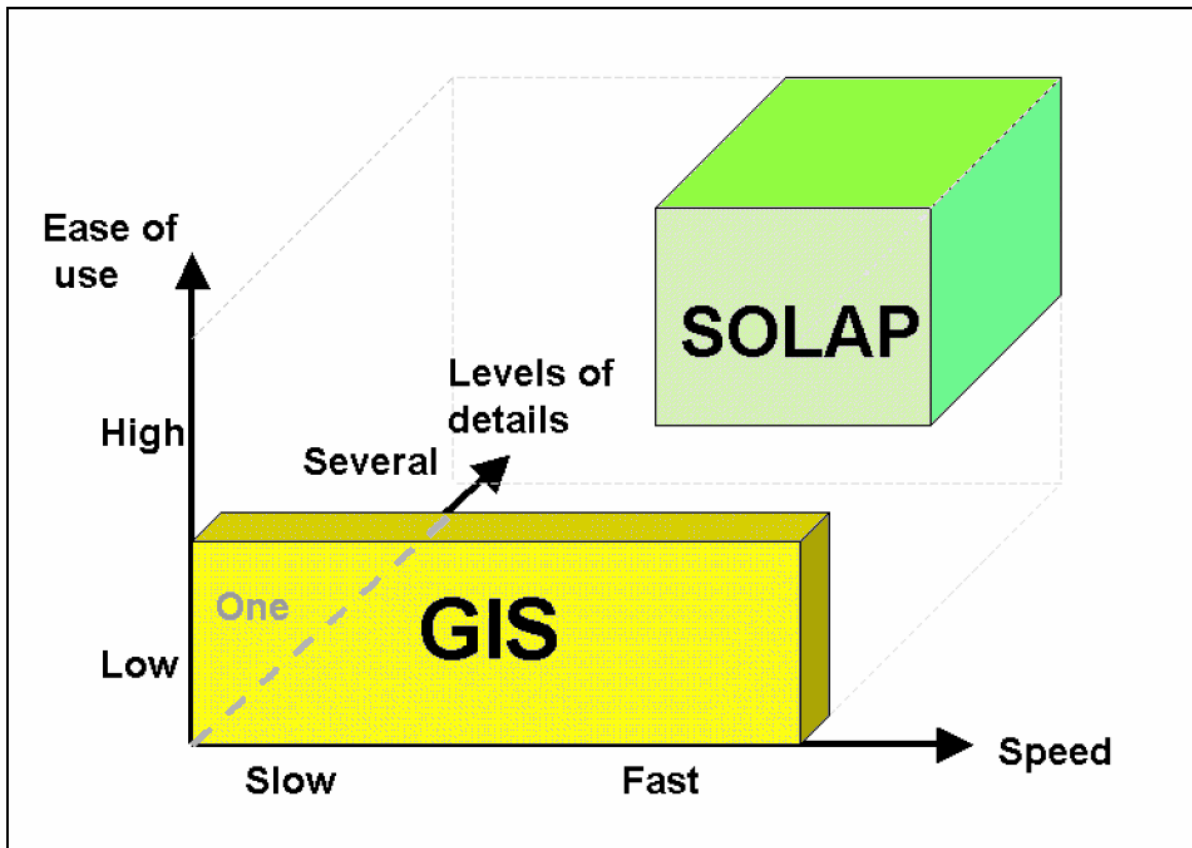 Ease of
use
SOLAP
Levels of
details
High
Several
One
GIS
Low
Speed
Slow
Fast